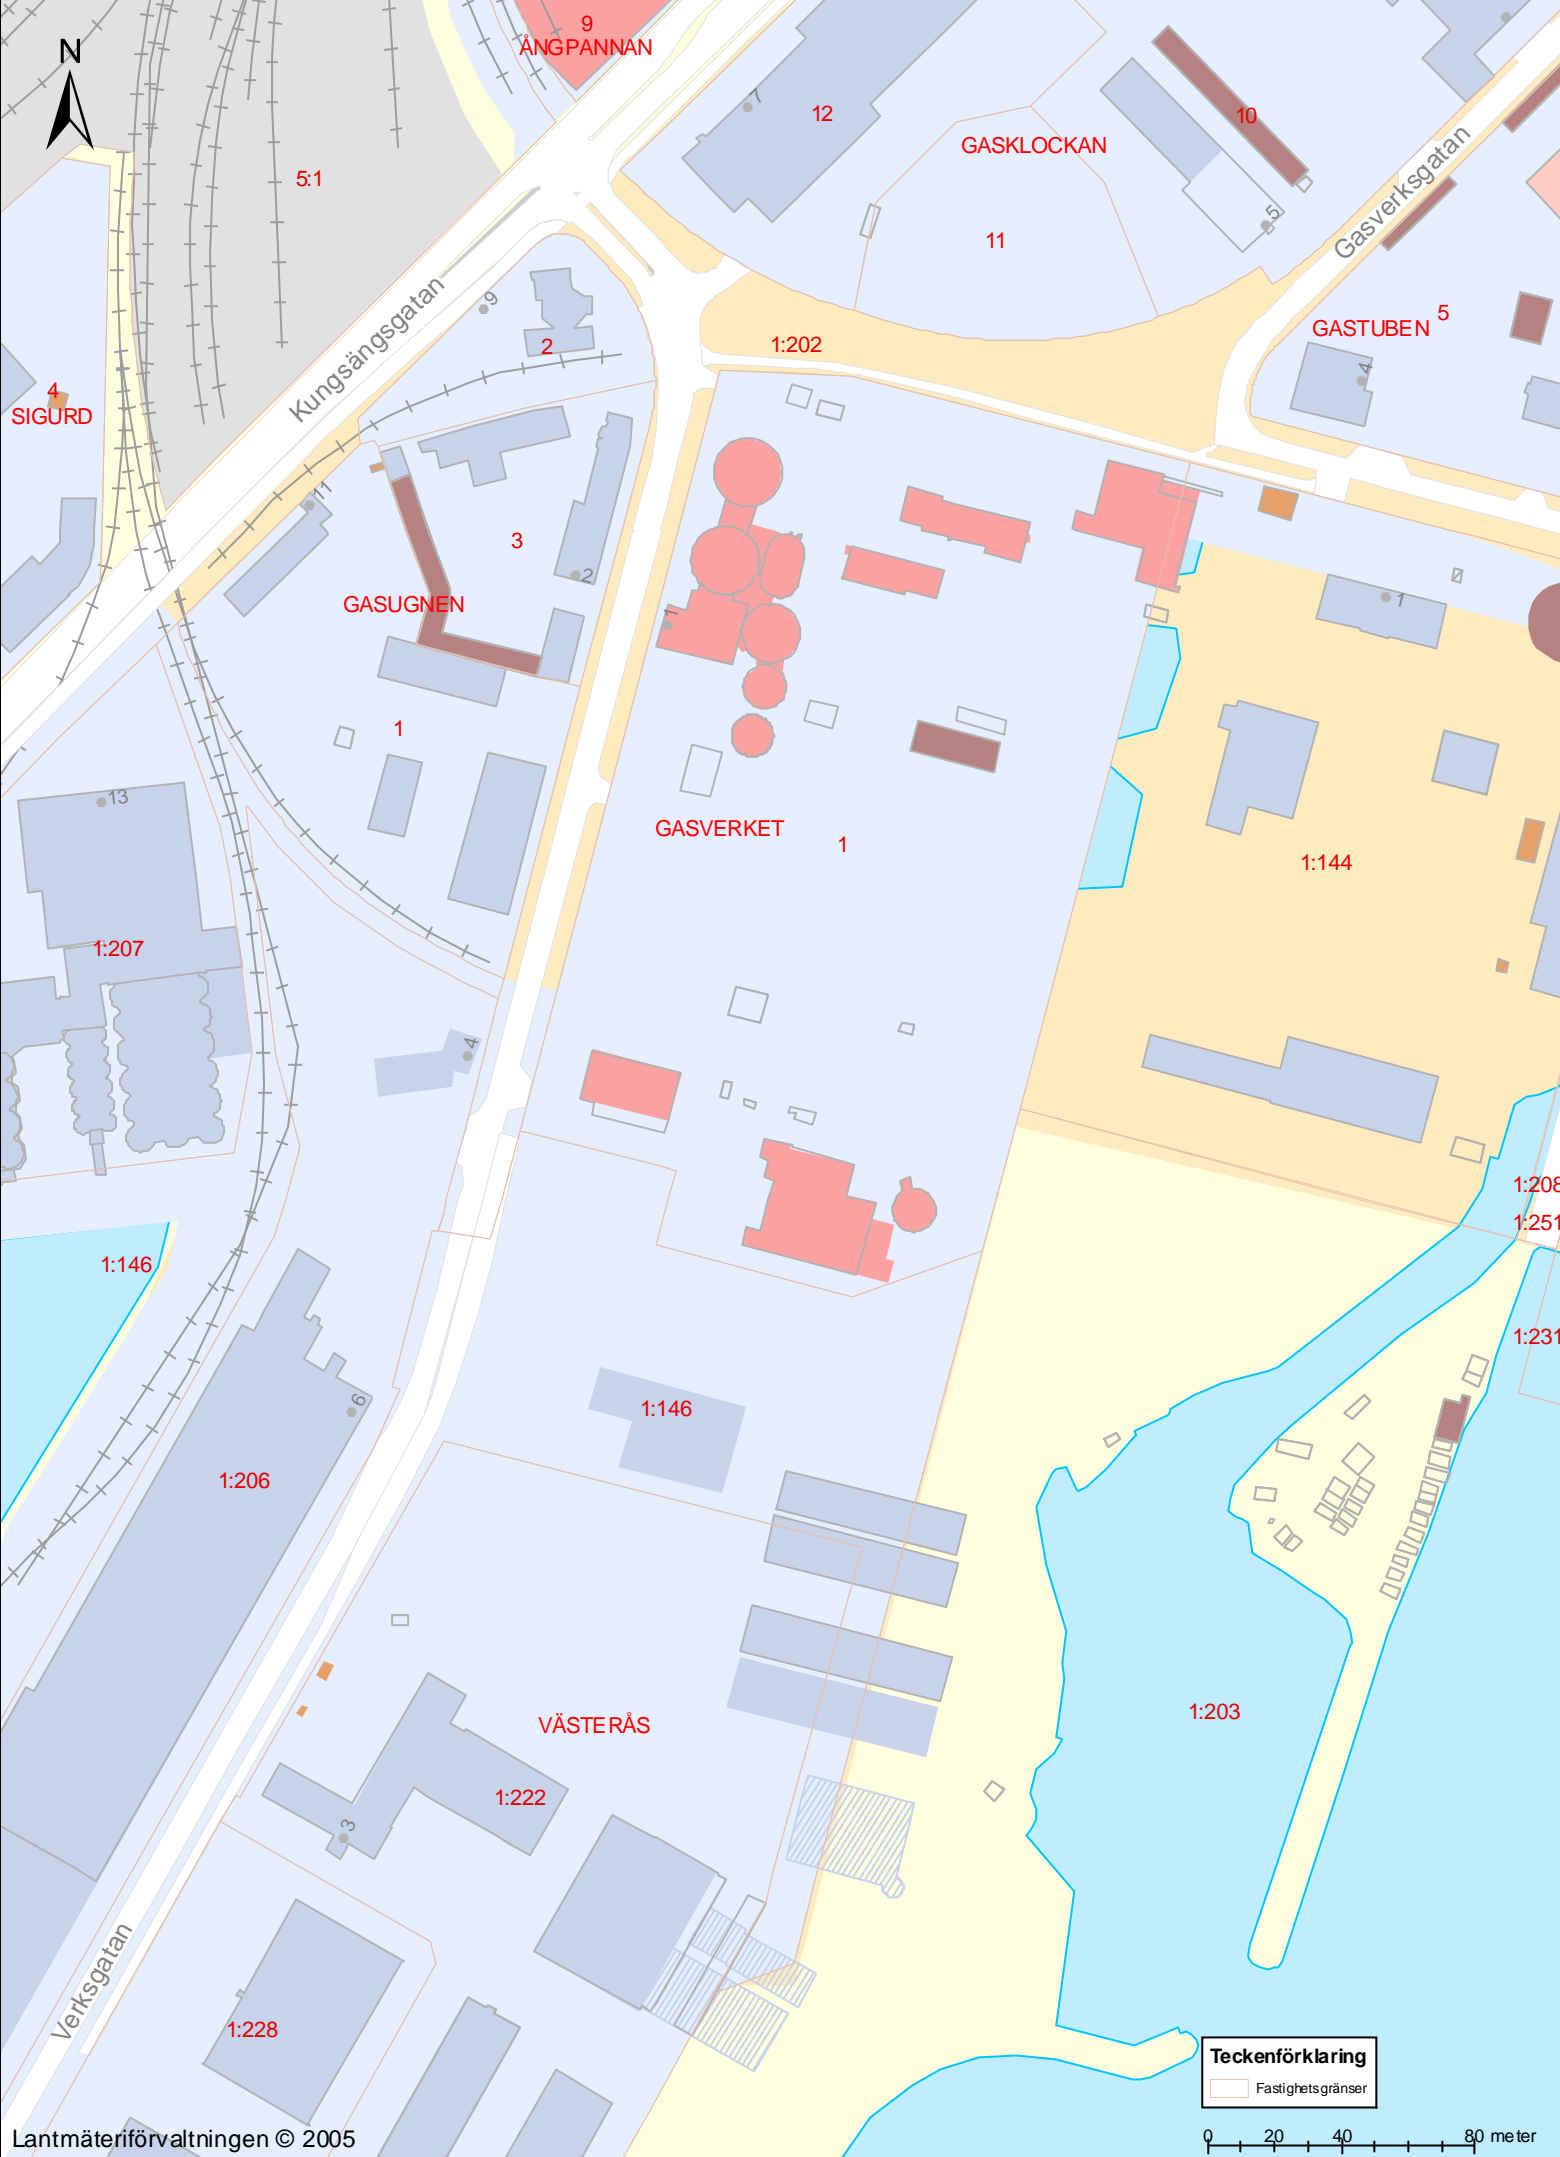 9
ÅNGPANNAN
N
7
12
10
GASKLOCKAN
5:1
Gasverksgatan
5
11
Kungsängsgatan
9
5
GASTUBEN
2
1:202
4
4
SIGURD
11
3
2
1
1
GASUGNEN
1
13
GASVERKET
1
1:144
1:207
4
1:208
1:251
1:146
1:231
6
1:146
1:206
1:203
VÄSTERÅS
1:222
3
Verksgatan
1:228
Teckenförklaring
Fastighetsgränser
Lantmäteriförvaltningen © 2005
0 20 40 80 meter